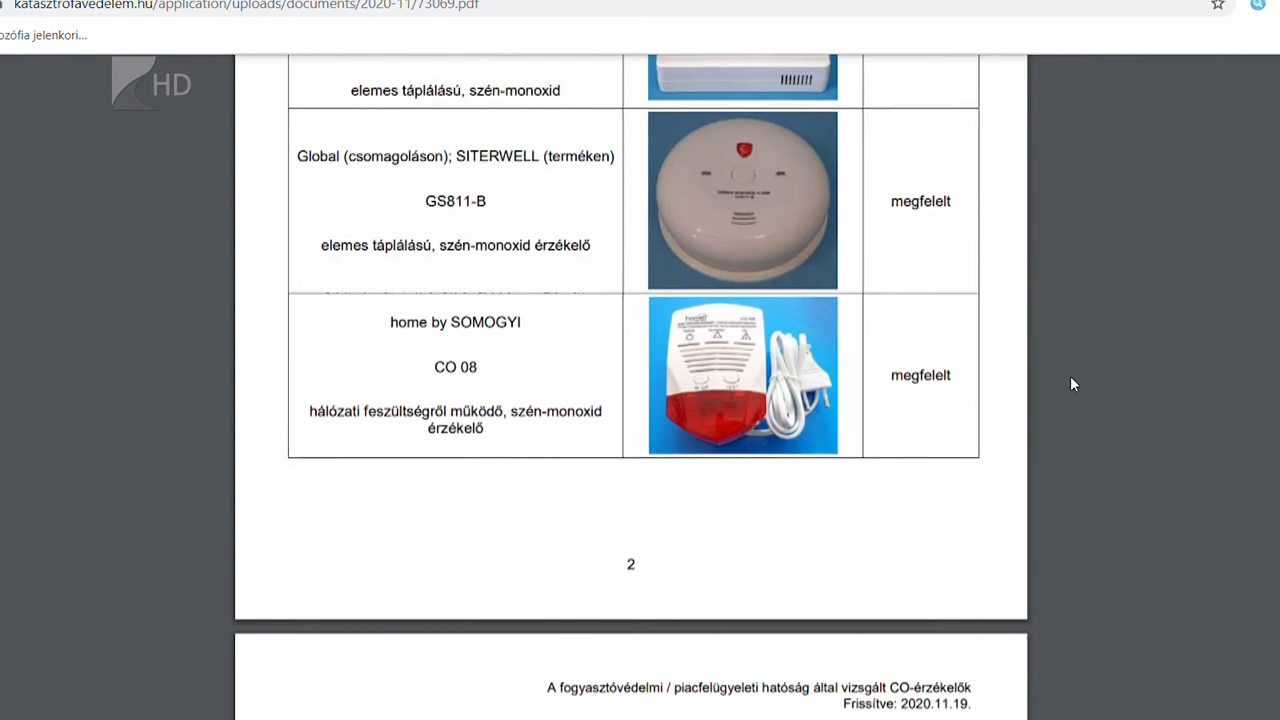 katasztrofavedelem.hu/application/uploads/documents/2020-11/73069.pdf
ozófia jelenkori...
HD
elemes táplálású, szén-monoxid
Global (csomagoláson); SITERWELL (terméken)
GS811-B
elemes táplálású, szén-monoxid érzékelő
megfelelt
home by SOMOGYI
CO 08
hálózati feszültségről működő, szén-monoxid
érzékelő
megfelelt
2
A fogyasztóvédelmi / piacfelügyeleti hatóság által vizsgált CO-érzékelők
Frissítve: 2020.11.19.